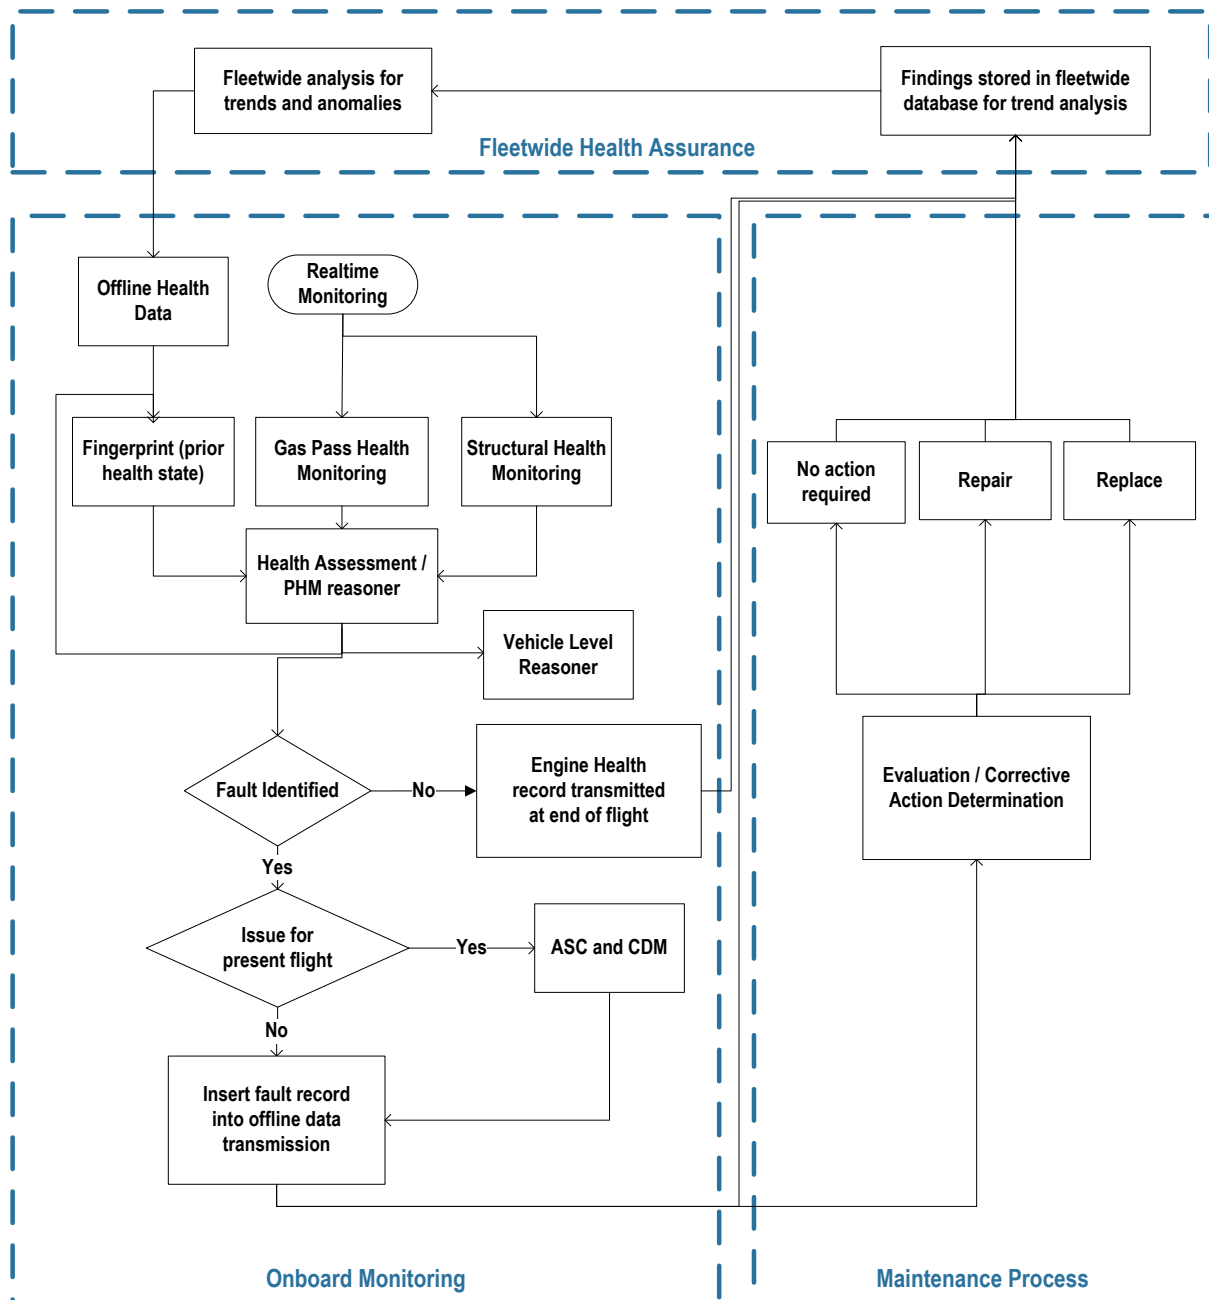 Fleetwide analysis for
trends and anomalies
Findings stored in fleetwide
database for trend analysis
Fleetwide Health Assurance
Offline Health
Data
Realtime
Monitoring
Fingerprint (prior
health state)
Gas Pass Health
Monitoring
Structural Health
Monitoring
No action
required
Repair
Replace
Health Assessment /
PHM reasoner
Vehicle Level
Reasoner
Fault Identified
No
Engine Health
record transmitted
at end of flight
Evaluation / Corrective
Action Determination
Yes
Issue for
present flight
Yes
ASC and CDM
No
Insert fault record
into offline data
transmission
Onboard Monitoring
Maintenance Process